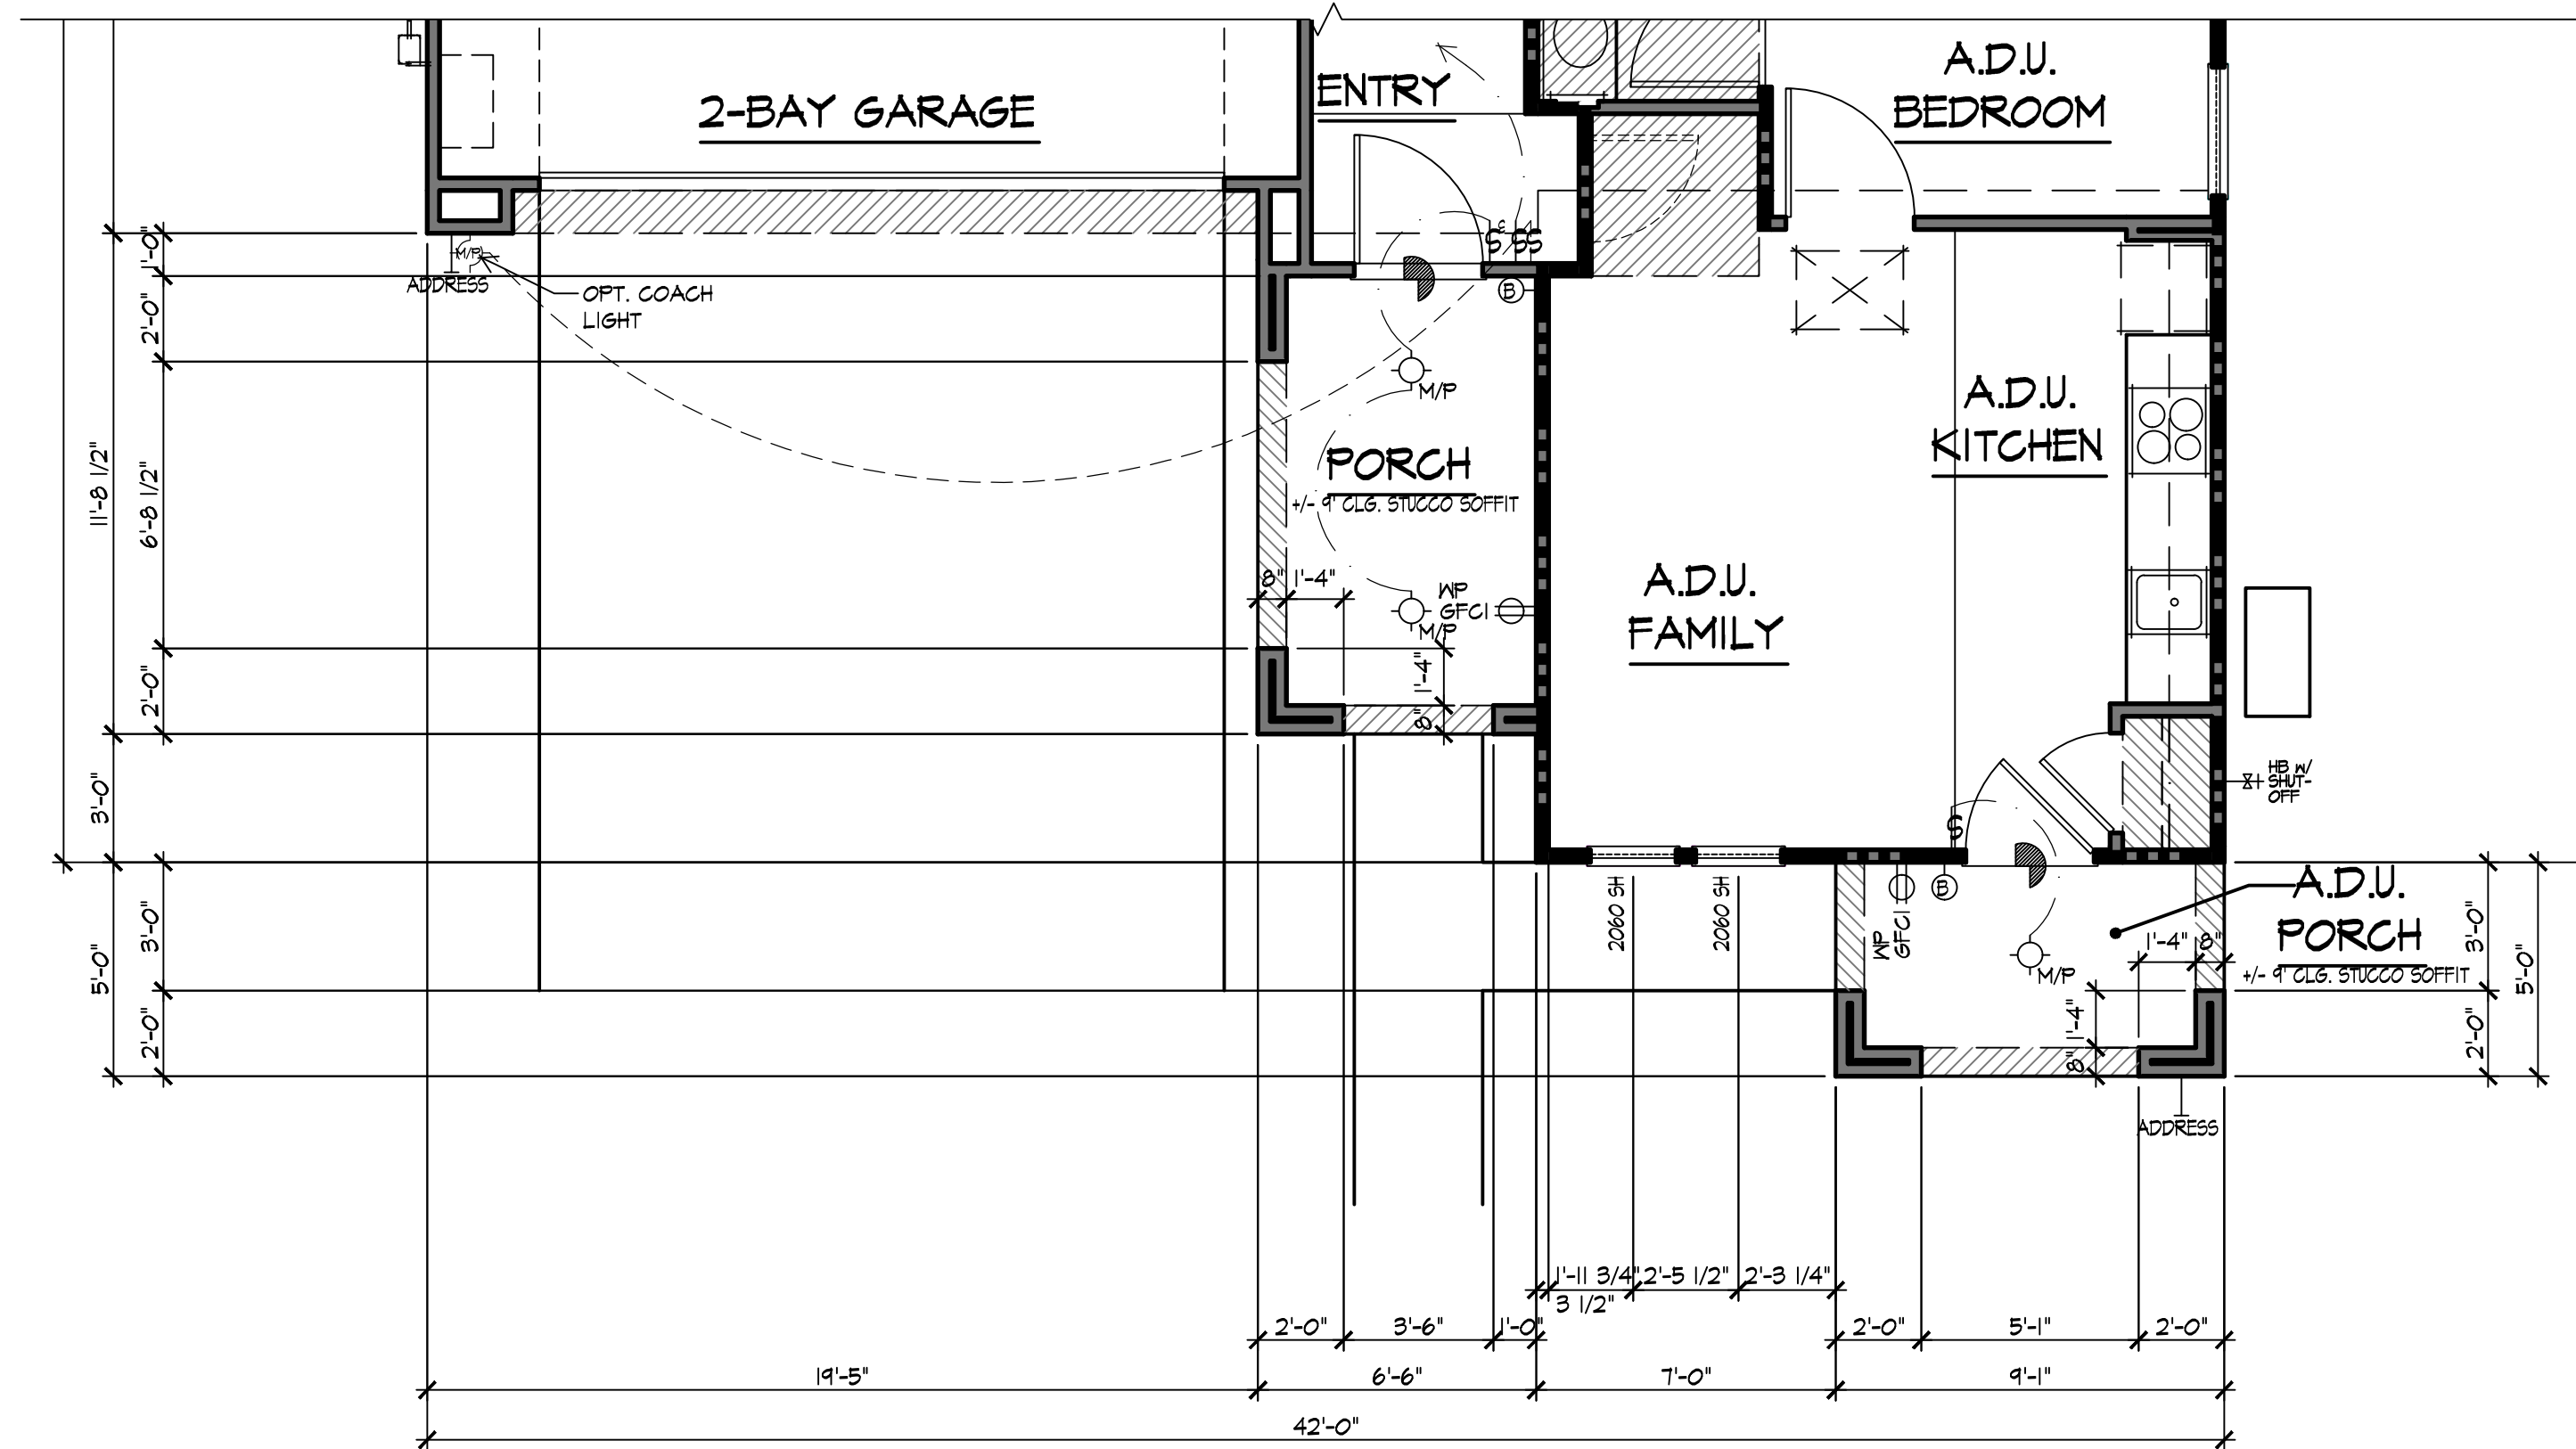 A.D.U.
BEDROOM
ENTRY
2-BAY GARAGE
1'-0"
S S S
3 4
M/P
ADDRESS
OPT. COACH
LIGHT
B
2'-0"
M/P
A.D.U.
KITCHEN
PORCH
+/- 9' CLG. STUCCO SOFFIT
11'-8 1/2"
6'-8 1/2"
8" 1'-4"
WP
GFCI
M/P
A.D.U.
FAMILY
2'-0"
1'-4"
8"
HB W/
SHUT-
OFF
3'-0"
S
A.D.U.
PORCH
+/- 9' CLG. STUCCO SOFFIT
2060 SH
2060 SH
WP
GFCI
B
M/P
1'-4" 8"
3'-0"
5'-0"
2'-0"
1'-4"
8"
3'-0"
5'-0"
2'-0"
ADDRESS
1'-11 3/4" 2'-5 1/2" 2'-3 1/4"
3 1/2"
2'-0" 3'-6" 1'-0" 2'-0" 5'-1" 2'-0"
19'-5" 6'-6" 7'-0" 9'-1"
42'-0"